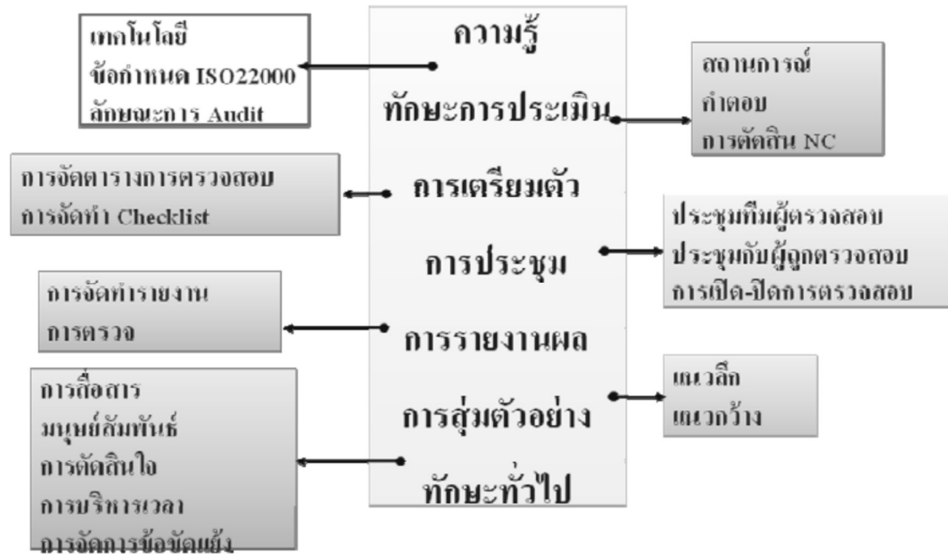 ความรู้
ทักษะการประเมิน
การเตรียมตัว
การประชุม
การรายงานผล
การสุ่มตัวอย่าง
ทักษะทั่วไป
เทคโนโลยี
ข้อกำหนด ISO22000
ลักษณะการ Audit
สถานการณ์
คำตอบ
การตัดสิน NC
การจัดตารางการตรวจสอบ
การจัดทำ Checklist
ประชุมทีมผู้ตรวจสอบ
ประชุมกับผู้ถูกตรวจสอบ
การเปิด-ปิดการตรวจสอบ
การจัดทำรายงาน
การตรวจ
แนวลึก
แนวกว้าง
การสื่อสาร
มนุษย์สัมพันธ์
การตัดสินใจ
การบริหารเวลา
การจัดการข้อขัดแย้ง